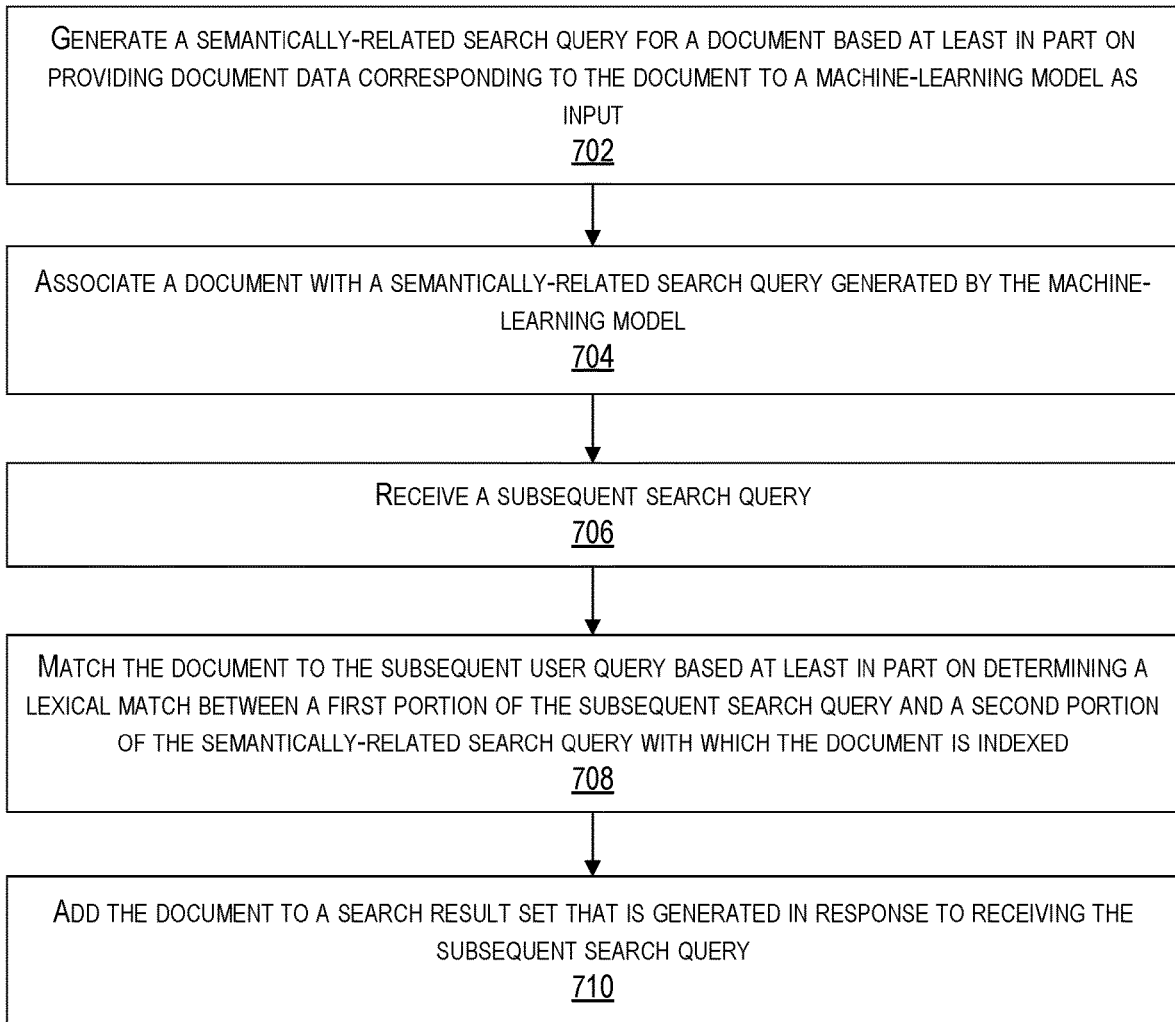 GENERATE A SEMANTICALLY-RELATED SEARCH QUERY FOR A DOCUMENT BASED AT LEAST IN PART ON
PROVIDING DOCUMENT DATA CORRESPONDING TO THE DOCUMENT TO A MACHINE-LEARNING MODEL AS
INPUT
702
ASSOCIATE A DOCUMENT WITH A SEMANTICALLY-RELATED SEARCH QUERY GENERATED BY THE MACHINE-
LEARNING MODEL
704
RECEIVE A SUBSEQUENT SEARCH QUERY
706
MATCH THE DOCUMENT TO THE SUBSEQUENT USER QUERY BASED AT LEAST IN PART ON DETERMINING A
LEXICAL MATCH BETWEEN A FIRST PORTION OF THE SUBSEQUENT SEARCH QUERY AND A SECOND PORTION
OF THE SEMANTICALLY-RELATED SEARCH QUERY WITH WHICH THE DOCUMENT IS INDEXED
708
ADD THE DOCUMENT TO A SEARCH RESULT SET THAT IS GENERATED IN RESPONSE TO RECEIVING THE
SUBSEQUENT SEARCH QUERY
710